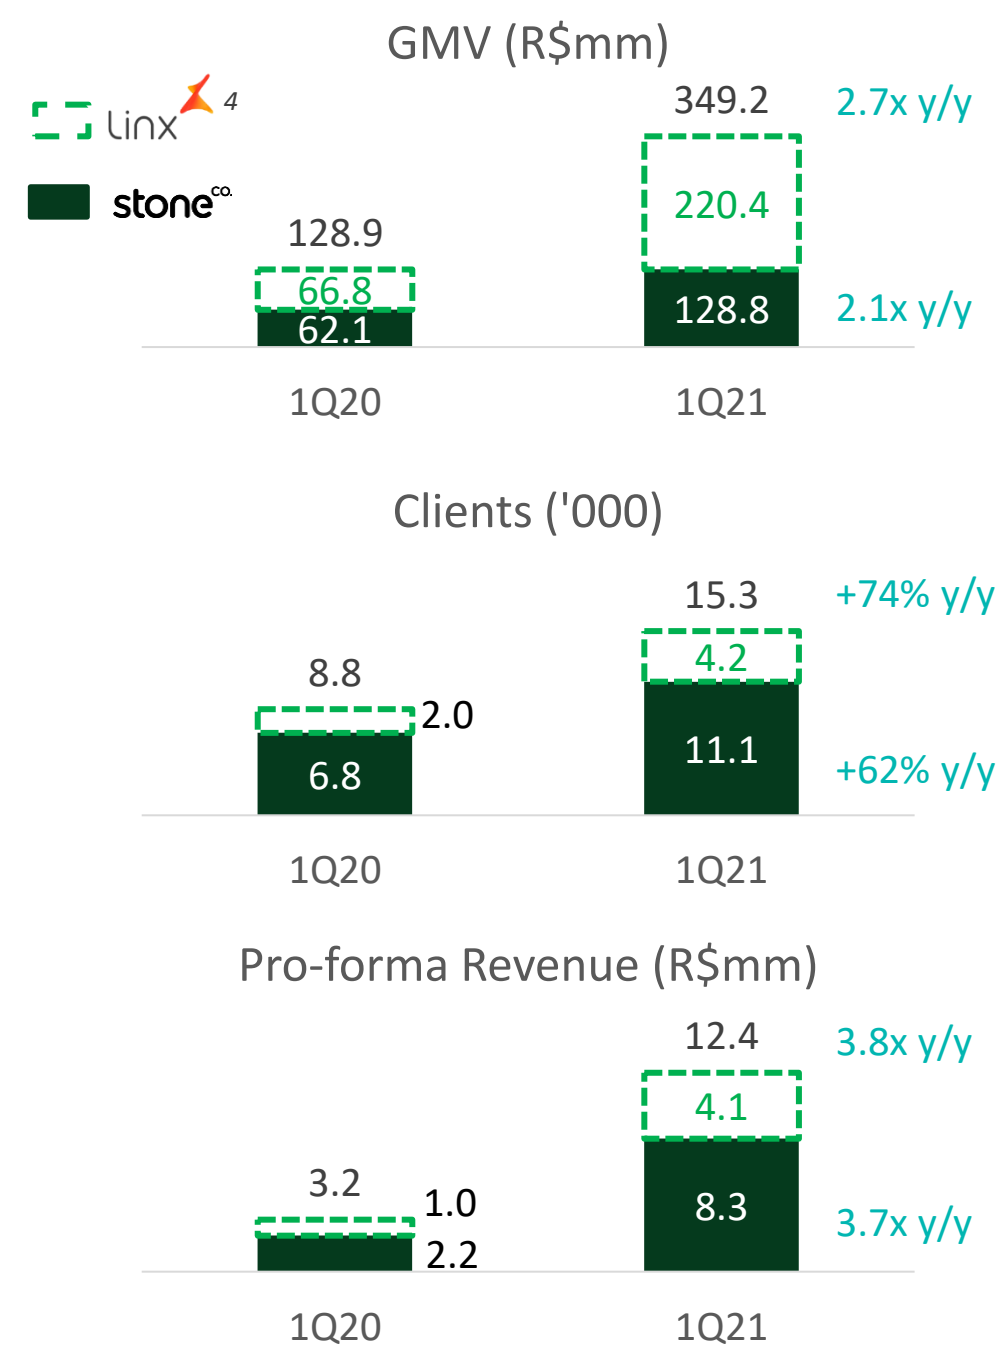 GMV (R$mm)
linx 4
stone co.
349.2
2.7x y/y
220.4
128.9
66.8
62.1
128.8
2.1x y/y
1Q20
1Q21
Clients ('000)
15.3
+74% y/y
4.2
8.8
2.0
6.8
11.1
+62% y/y
1Q20
1Q21
Pro-forma Revenue (R$mm)
12.4
3.8x y/y
4.1
3.2
1.0
2.2
8.3
3.7x y/y
1Q20
1Q21